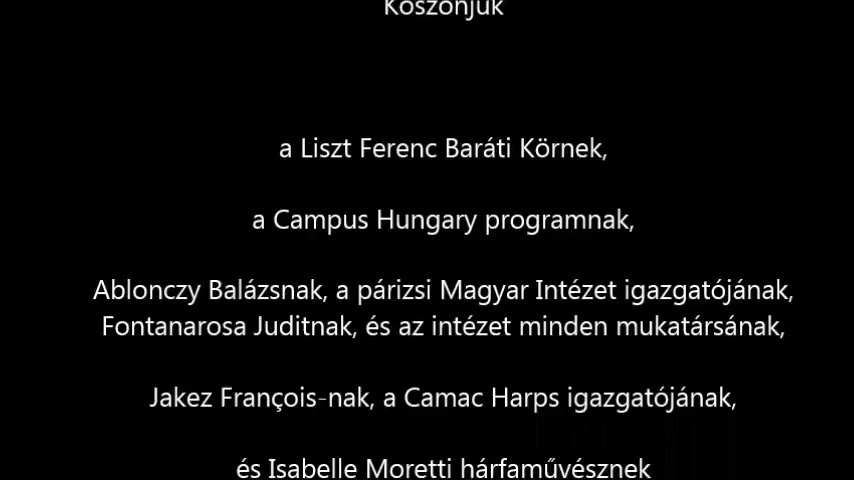 Köszönjük
a Liszt Ferenc Baráti Körnek,
a Campus Hungary programnak,
Ablonczy Balázsnak, a párizsi Magyar Intézet igazgatójának,
Fontanarosa Juditnak, és az intézet minden mukatársának,
Jakez François-nak, a Camac Harps igazgatójának,
és Isabelle Moretti hárfaművésznek